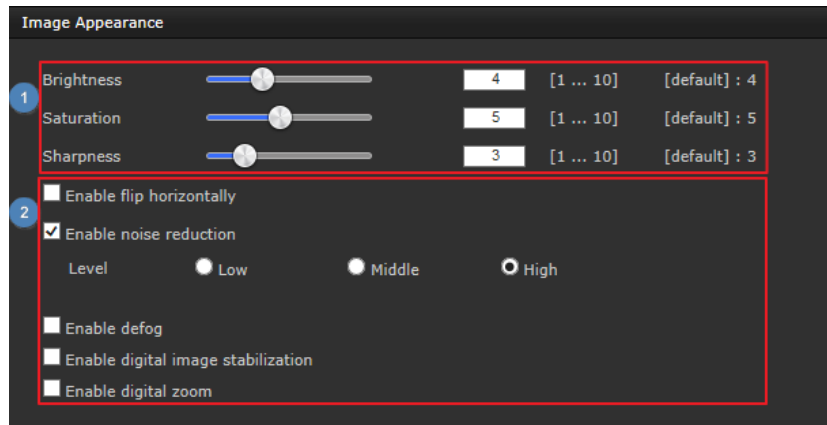 Image Appearance
1
Brightness 4 [1 ... 10] [default] : 4
Saturation 5 [1 ... 10] [default] : 5
Sharpness 3 [1 ... 10] [default] : 3
2
Enable flip horizontally
Enable noise reduction
Level Low Middle High
Enable defog
Enable digital image stabilization
Enable digital zoom